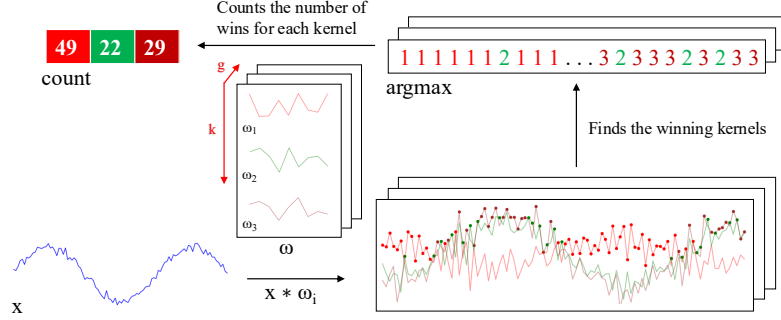 Counts the number of
wins for each kernel
49 22 29
count
1 1 1 1 1 1 2 1 1 1 ... 3 2 3 3 3 2 3 2 3 3
argmax
g
k
ω1
ω2
ω3
ω
Finds the winning kernels
x
x * ωi